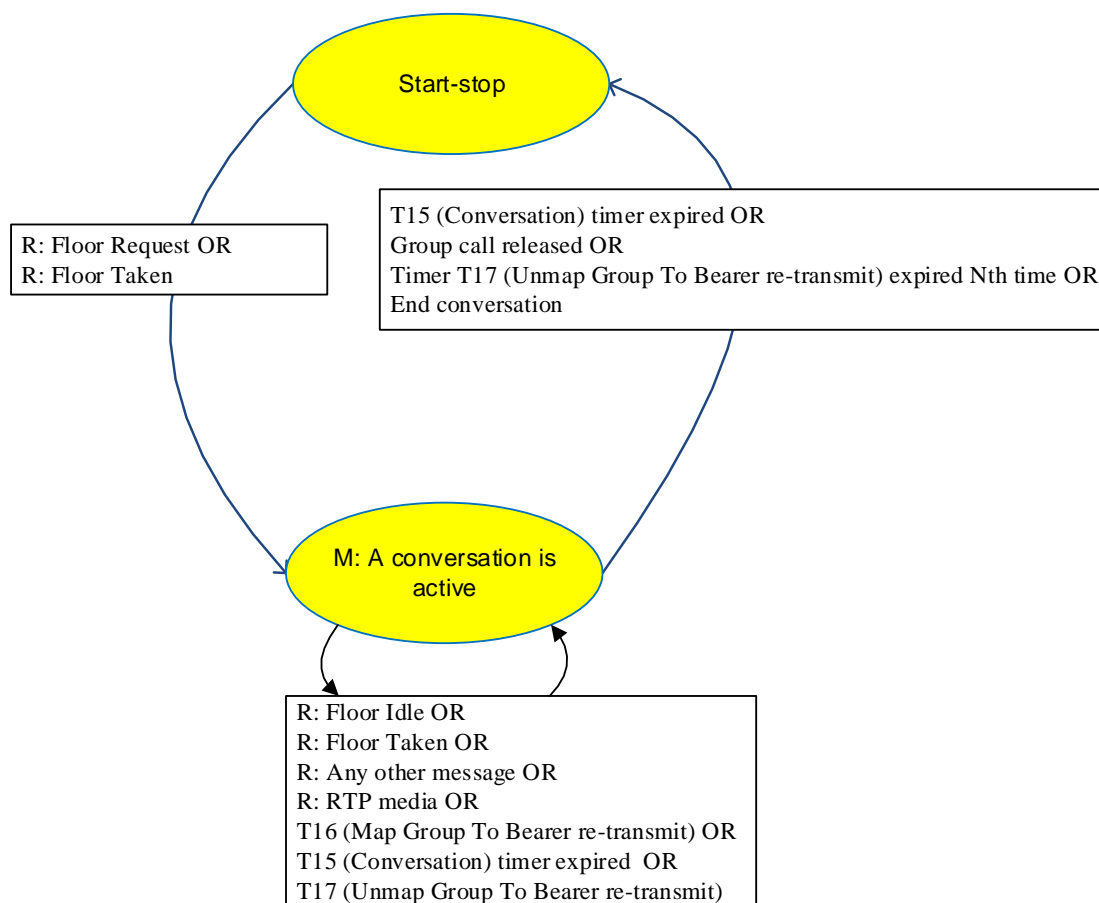 Start-stop
R: Floor Request OR
R: Floor Taken
T15 (Conversation) timer expired OR
Group call released OR
Timer T17 (Unmap Group To Bearer re-transmit) expired Nth time OR
End conversation
M: A conversation is
active
R: Floor Idle OR
R: Floor Taken OR
R: Any other message OR
R: RTP media OR
T16 (Map Group To Bearer re-transmit) OR
T15 (Conversation) timer expired  OR
T17 (Unmap Group To Bearer re-transmit)